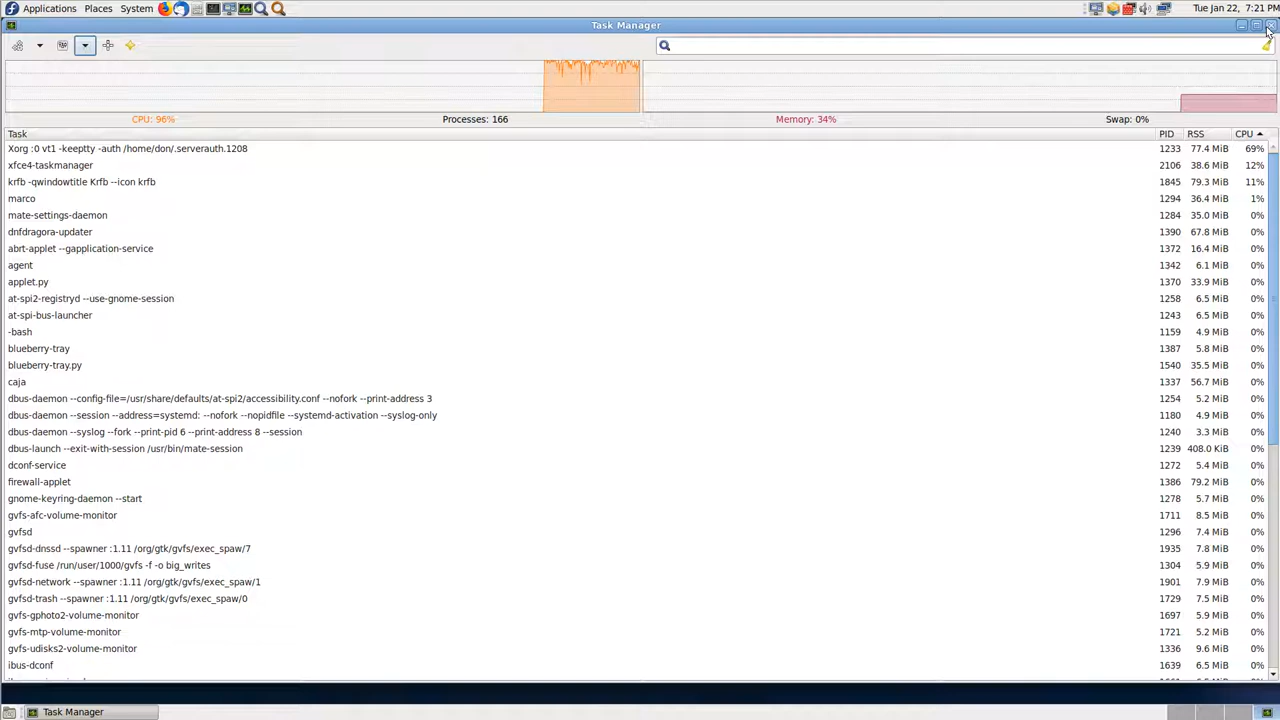 Applications Places System Tue Jan 22, 7:21 PM
Task Manager
CPU: 96% Processes: 166 Memory: 34% Swap: 0%
Task PID RSS CPU
Xorg :0 vt1 -keeptty -auth /home/don/.serverauth.1208 1233 77.4 MiB 69%
xfce4-taskmanager 2106 38.6 MiB 12%
krfb -qwindowtitle Krfb --icon krfb 1845 79.3 MiB 11%
marco 1294 36.4 MiB 1%
mate-settings-daemon 1284 35.0 MiB 0%
dnfdragora-updater 1390 67.8 MiB 0%
abrt-applet --gapplication-service 1372 16.4 MiB 0%
agent 1342 6.1 MiB 0%
applet.py 1370 33.9 MiB 0%
at-spi2-registryd --use-gnome-session 1258 6.5 MiB 0%
at-spi-bus-launcher 1243 6.5 MiB 0%
-bash 1159 4.9 MiB 0%
blueberry-tray 1387 5.8 MiB 0%
blueberry-tray.py 1540 35.5 MiB 0%
caja 1337 56.7 MiB 0%
dbus-daemon --config-file=/usr/share/defaults/at-spi2/accessibility.conf --nofork --print-address 3 1254 5.2 MiB 0%
dbus-daemon --session --address=systemd: --nofork --nopidfile --systemd-activation --syslog-only 1180 4.9 MiB 0%
dbus-daemon --syslog --fork --print-pid 6 --print-address 8 --session 1240 3.3 MiB 0%
dbus-launch --exit-with-session /usr/bin/mate-session 1239 408.0 KiB 0%
dconf-service 1272 5.4 MiB 0%
firewall-applet 1386 79.2 MiB 0%
gnome-keyring-daemon --start 1278 5.7 MiB 0%
gvfs-afc-volume-monitor 1711 8.5 MiB 0%
gvfsd 1296 7.4 MiB 0%
gvfsd-dnssd --spawner :1.11 /org/gtk/gvfs/exec_spaw/7 1935 7.8 MiB 0%
gvfsd-fuse /run/user/1000/gvfs -f -o big_writes 1304 5.9 MiB 0%
gvfsd-network --spawner :1.11 /org/gtk/gvfs/exec_spaw/1 1901 7.9 MiB 0%
gvfsd-trash --spawner :1.11 /org/gtk/gvfs/exec_spaw/0 1729 7.5 MiB 0%
gvfs-gphoto2-volume-monitor 1697 5.9 MiB 0%
gvfs-mtp-volume-monitor 1721 5.2 MiB 0%
gvfs-udisks2-volume-monitor 1336 9.6 MiB 0%
ibus-dconf 1639 6.5 MiB 0%
Task Manager